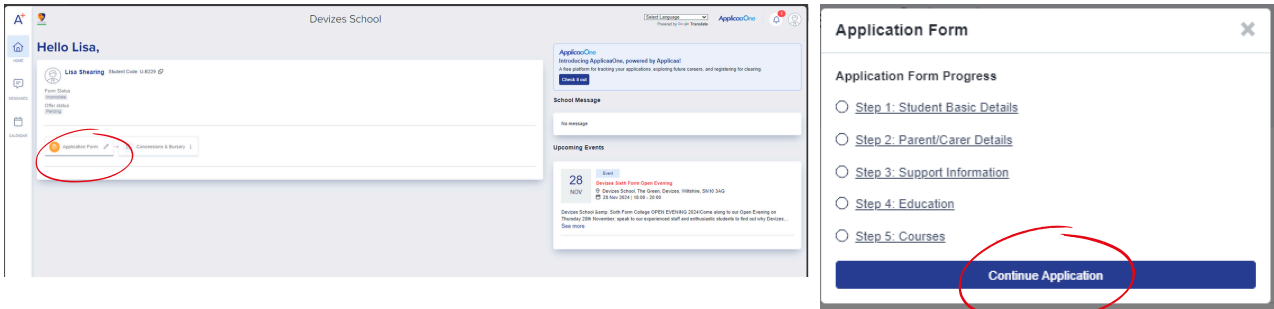 A+
Devizes School
Select Language
Powered by Google Translate
ApplicaaOne
HOME
MESSAGES
CALENDAR
Hello Lisa,
Lisa Shearing Student Code: U-B229
Form Status
Incomplete
Offer status
Pending
Application Form
Concessions & Bursary
ApplicaaOne
Introducing ApplicaaOne, powered by Applicaa!
A free platform for tracking your applications, exploring future careers, and registering for clearing.
Check it out
School Message
No message
Upcoming Events
28
NOV
Event
Devizes Sixth Form Open Evening
Devizes School, The Green, Devizes, Wiltshire, SN10 3AG
28 Nov 2024 | 18:00 - 20:00
Devizes School &amp; Sixth Form College OPEN EVENING 2024!Come along to our Open Evening on
Thursday 28th November; speak to our experienced staff and enthusiastic students to find out why Devizes...
See more
Application Form
Application Form Progress
Step 1: Student Basic Details
Step 2: Parent/Carer Details
Step 3: Support Information
Step 4: Education
Step 5: Courses
Continue Application